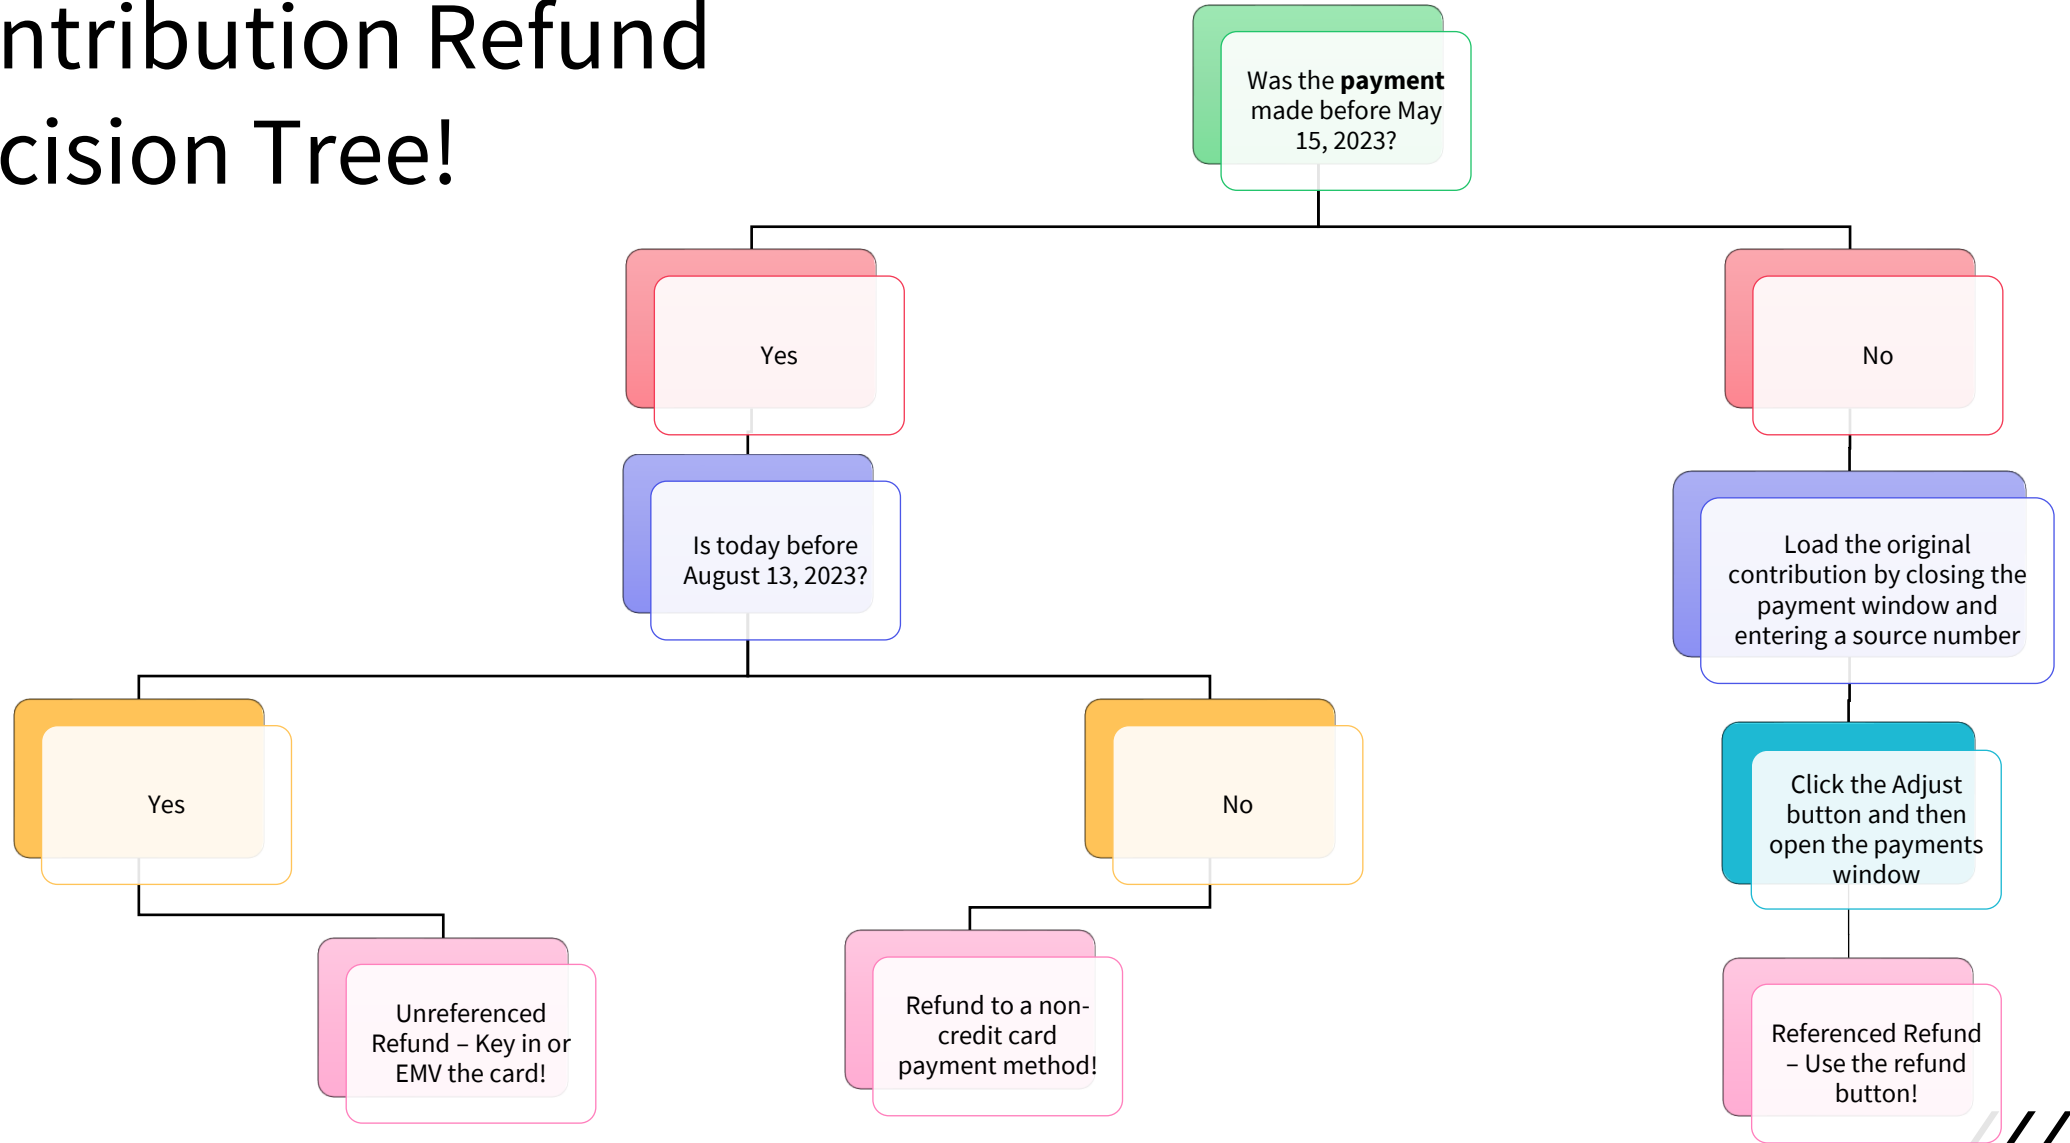 ntribution Refund
cision Tree!
Was the payment
made before May
15, 2023?
Yes
No
Is today before
August 13, 2023?
Load the original
contribution by closing the
payment window and
entering a source number
Yes
No
Click the Adjust
button and then
open the payments
window
Unreferenced
Refund – Key in or
EMV the card!
Refund to a non-
credit card
payment method!
Referenced Refund
– Use the refund
button!